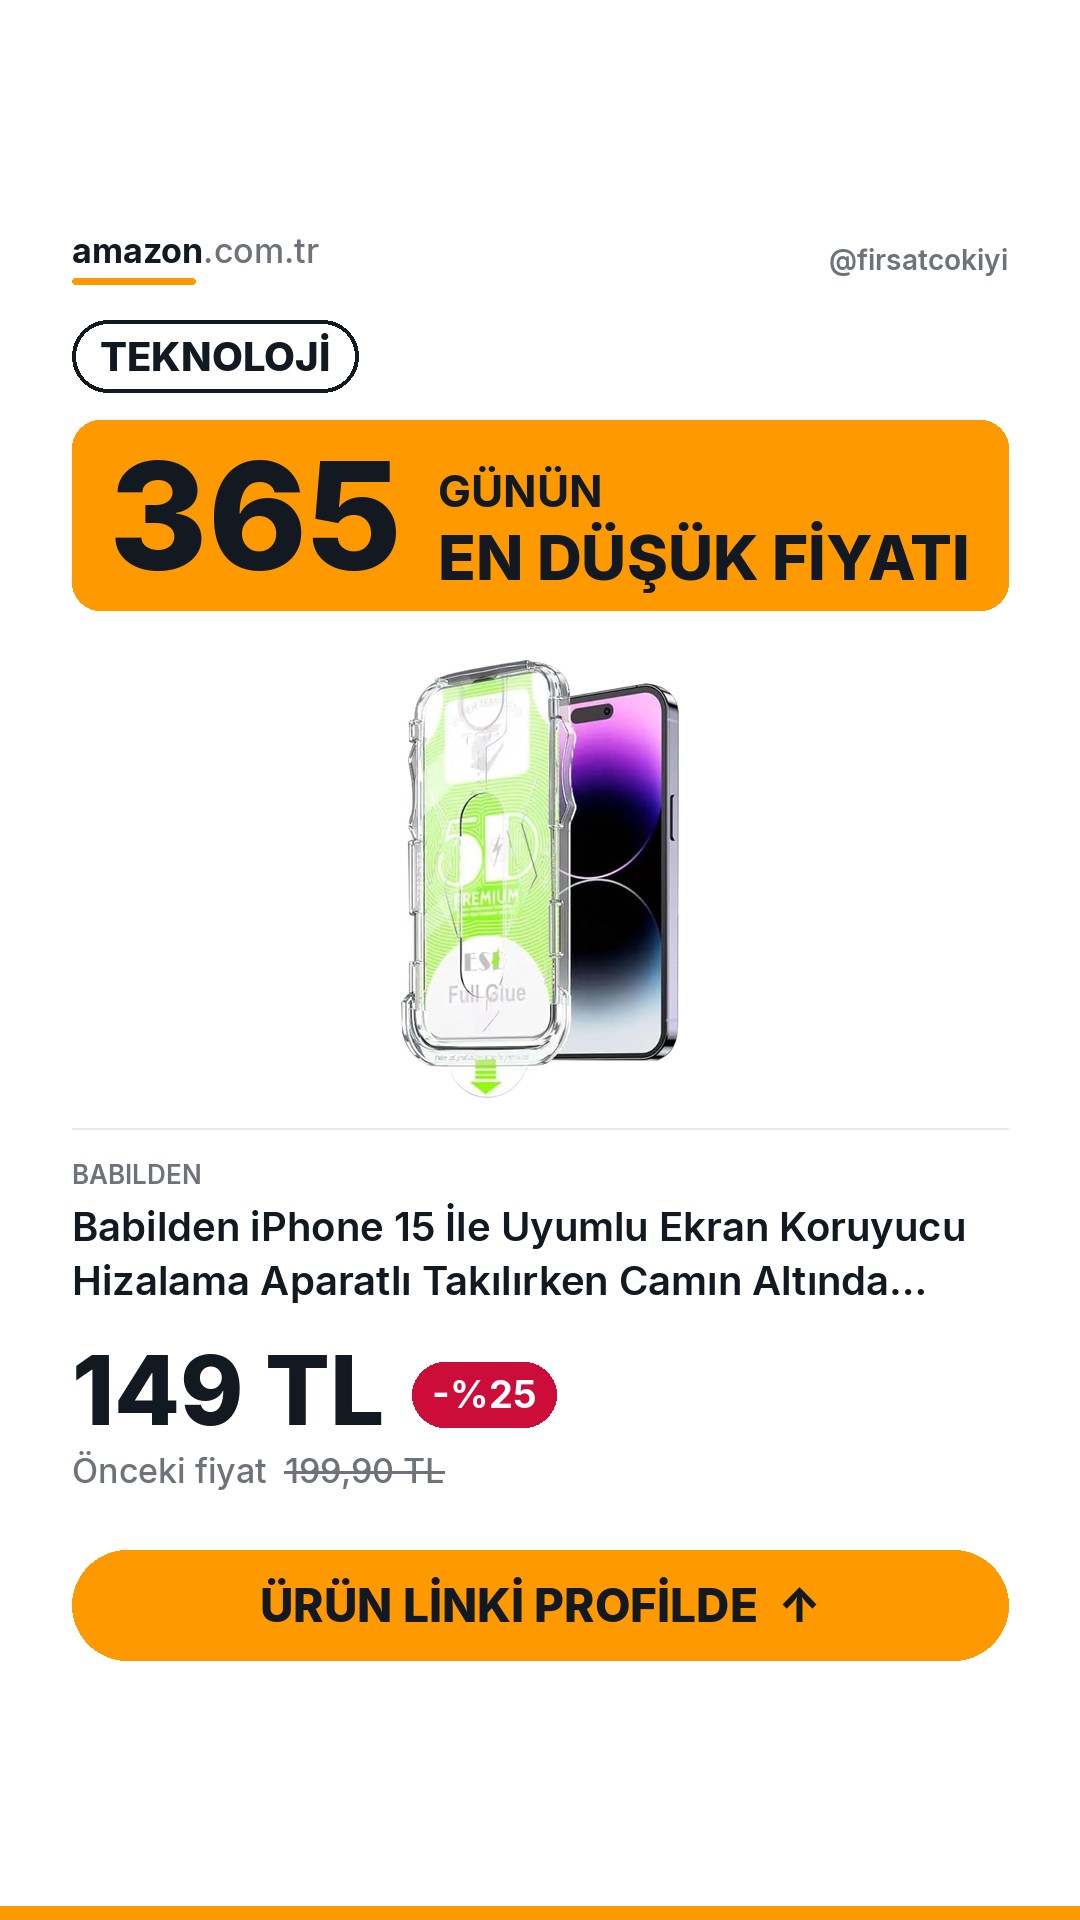 amazon.com.tr
@firsatcokiyi
TEKNOLOJİ
365
GÜNÜN
EN DÜŞÜK FİYATI
5D
PREMIUM
Full Glue
BABILDEN
Babilden iPhone 15 İle Uyumlu Ekran Koruyucu
Hizalama Aparatlı Takılırken Camın Altında...
149 TL
-%25
Önceki fiyat 199,90 TL
ÜRÜN LİNKİ PROFİLDE ↑